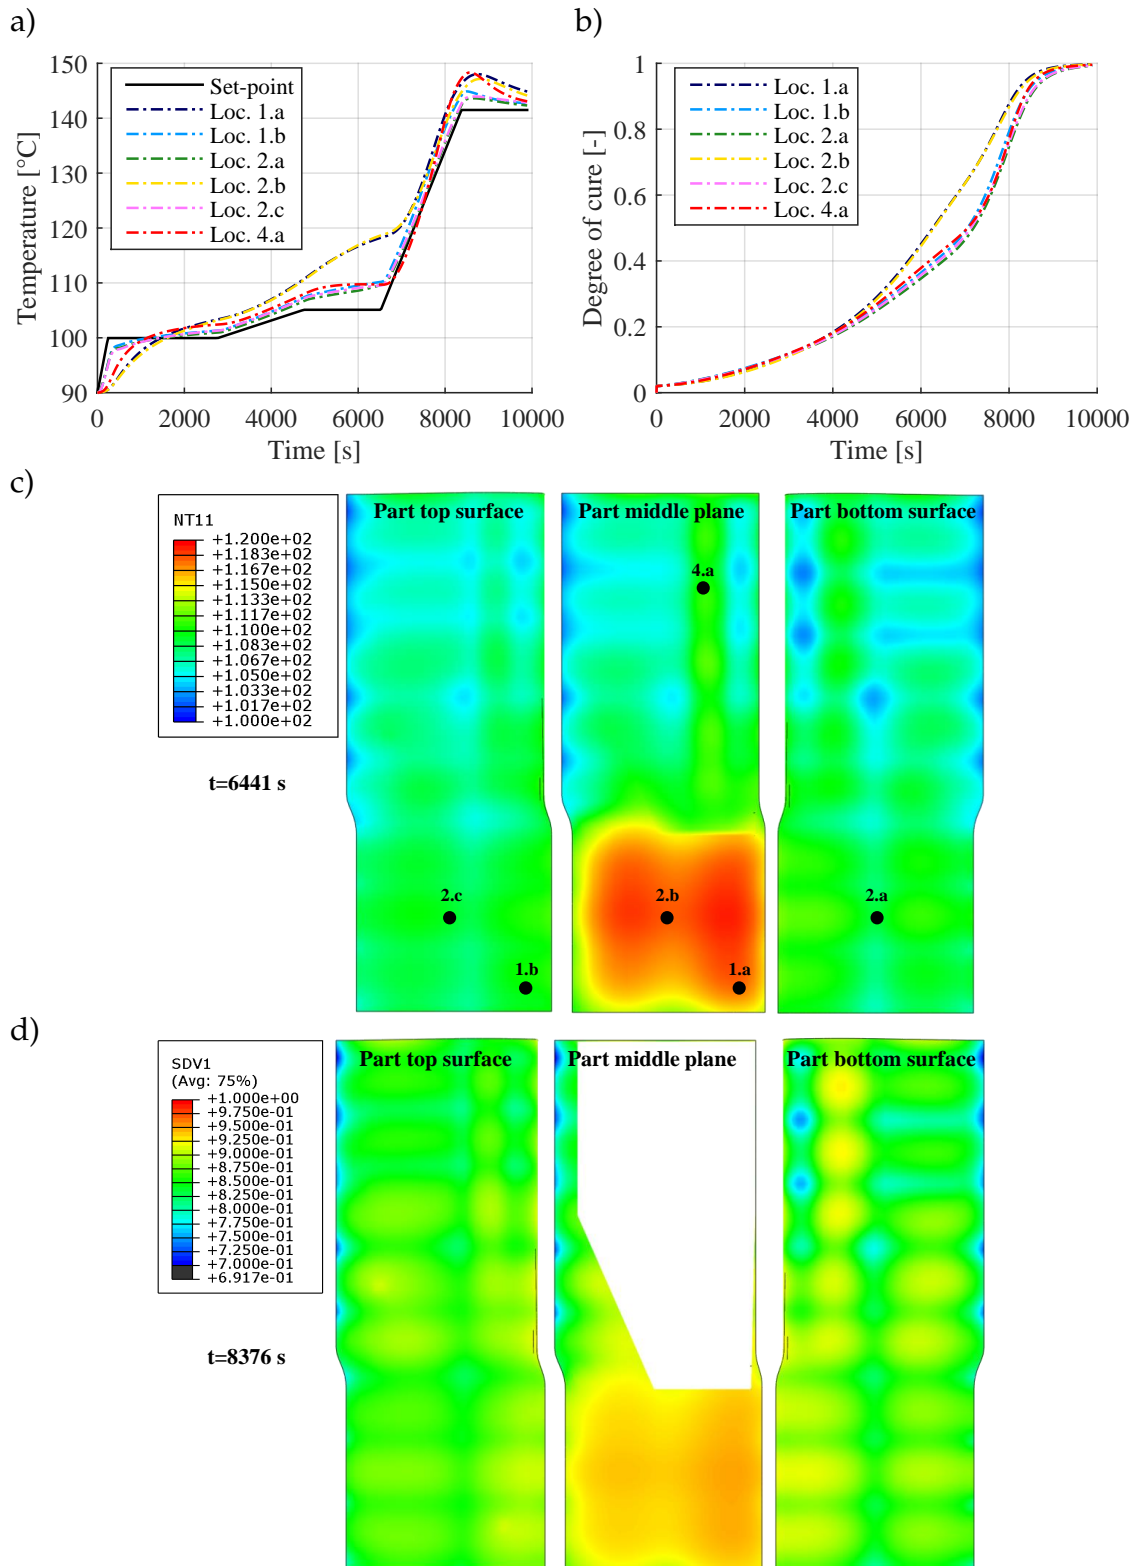 a)
b)
150
140
130
120
110
100
90
Temperature [°C]
0
2000
4000
6000
8000
10000
Time [s]
Set-point
Loc. 1.a
Loc. 1.b
Loc. 2.a
Loc. 2.b
Loc. 2.c
Loc. 4.a
1
0.8
0.6
0.4
0.2
0
Degree of cure [-]
0
2000
4000
6000
8000
10000
Time [s]
Loc. 1.a
Loc. 1.b
Loc. 2.a
Loc. 2.b
Loc. 2.c
Loc. 4.a
c)
NT11
+1.200e+02
+1.183e+02
+1.167e+02
+1.150e+02
+1.133e+02
+1.117e+02
+1.100e+02
+1.083e+02
+1.067e+02
+1.050e+02
+1.033e+02
+1.017e+02
+1.000e+02
t=6441 s
Part top surface
Part middle plane
Part bottom surface
4.a
2.c
2.b
2.a
1.b
1.a
d)
SDV1
(Avg: 75%)
+1.000e+00
+9.750e-01
+9.500e-01
+9.250e-01
+9.000e-01
+8.750e-01
+8.500e-01
+8.250e-01
+8.000e-01
+7.750e-01
+7.500e-01
+7.250e-01
+7.000e-01
+6.917e-01
t=8376 s
Part top surface
Part middle plane
Part bottom surface